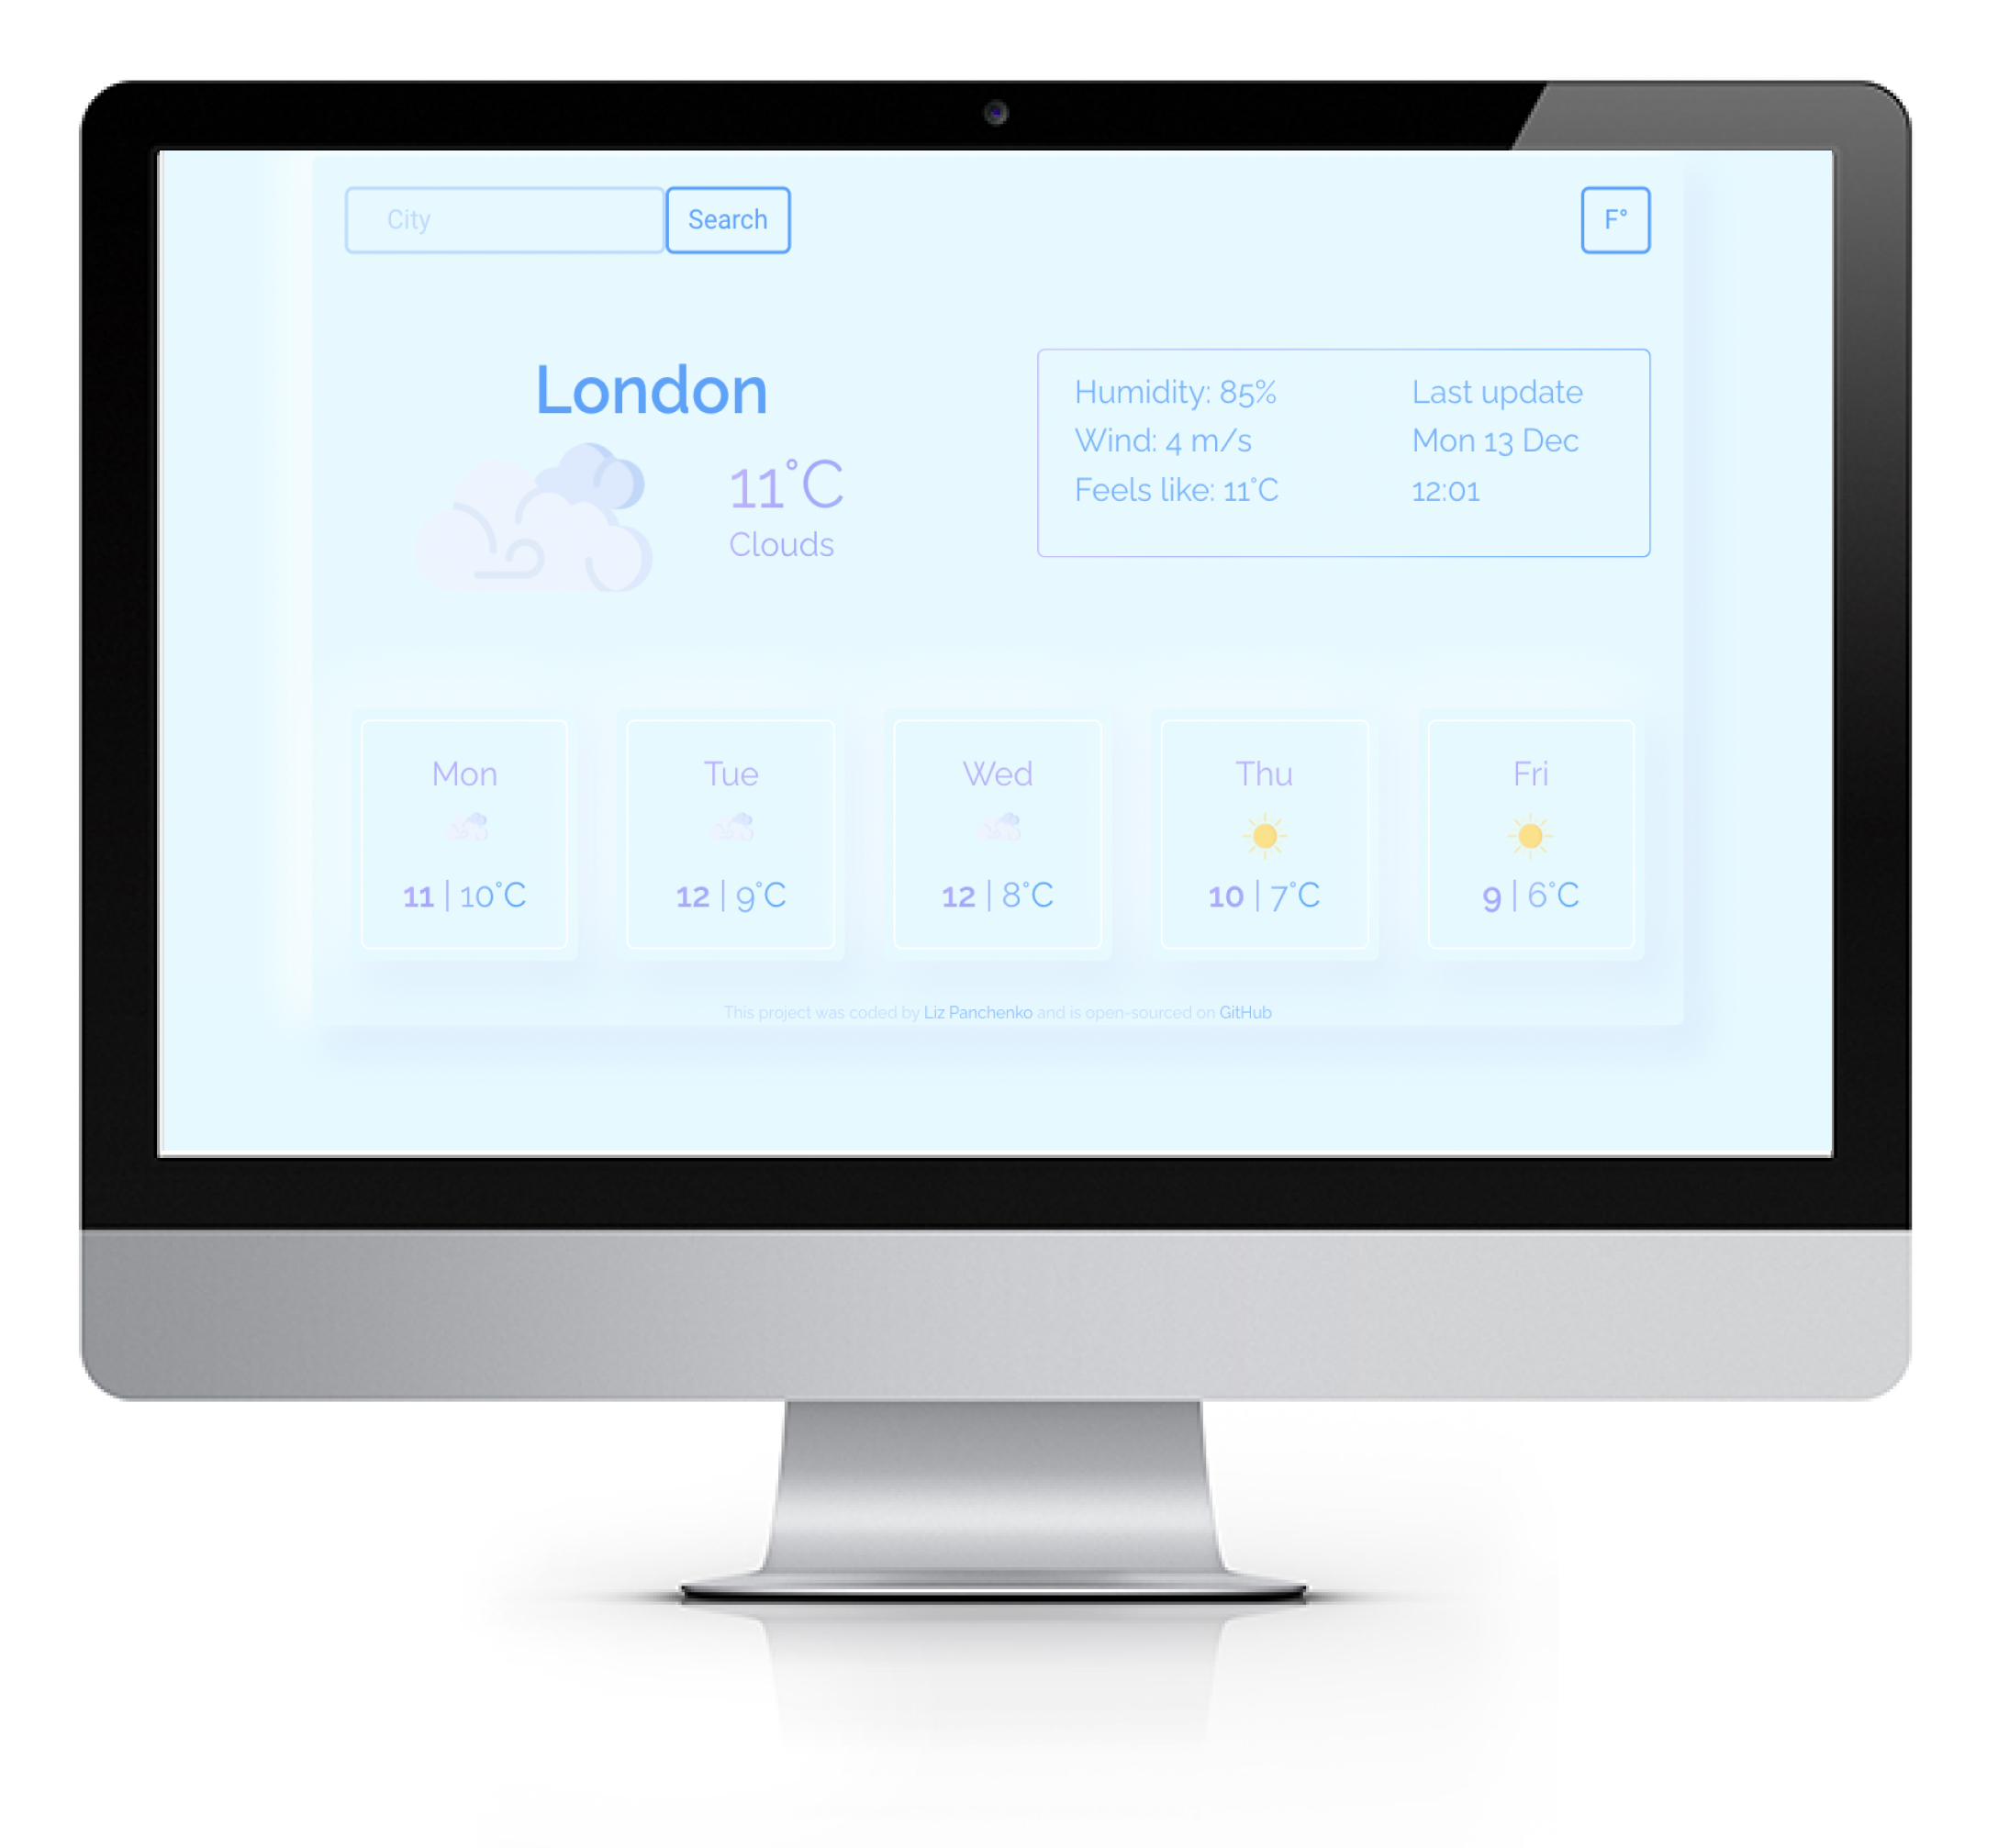 City
Search
F°
London
11°C
Clouds
Humidity: 85%
Wind: 4 m/s
Feels like: 11°C
Last update
Mon 13 Dec
12:01
Mon
11 | 10°C
Tue
12 | 9°C
Wed
12 | 8°C
Thu
10 | 7°C
Fri
9 | 6°C
This project was coded by Liz Panchenko and is open-sourced on GitHub